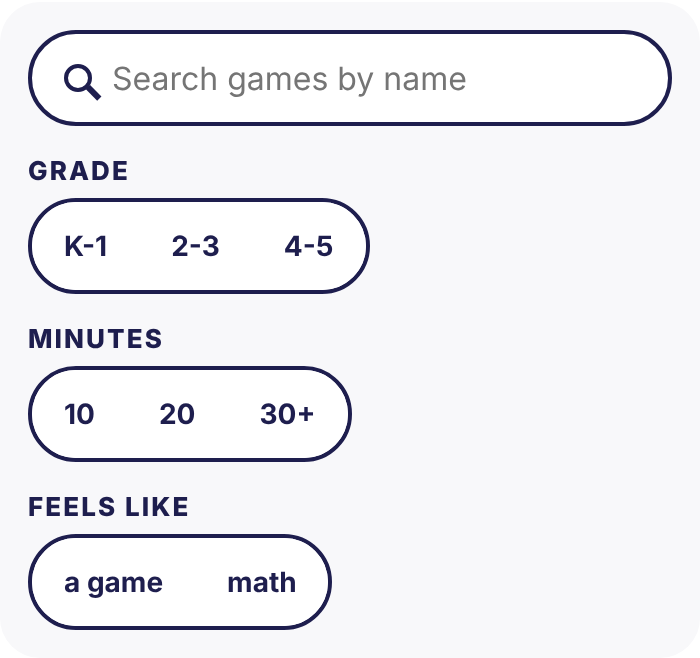 Search games by name
GRADE
K-1 2-3 4-5
MINUTES
10 20 30+
FEELS LIKE
a game math